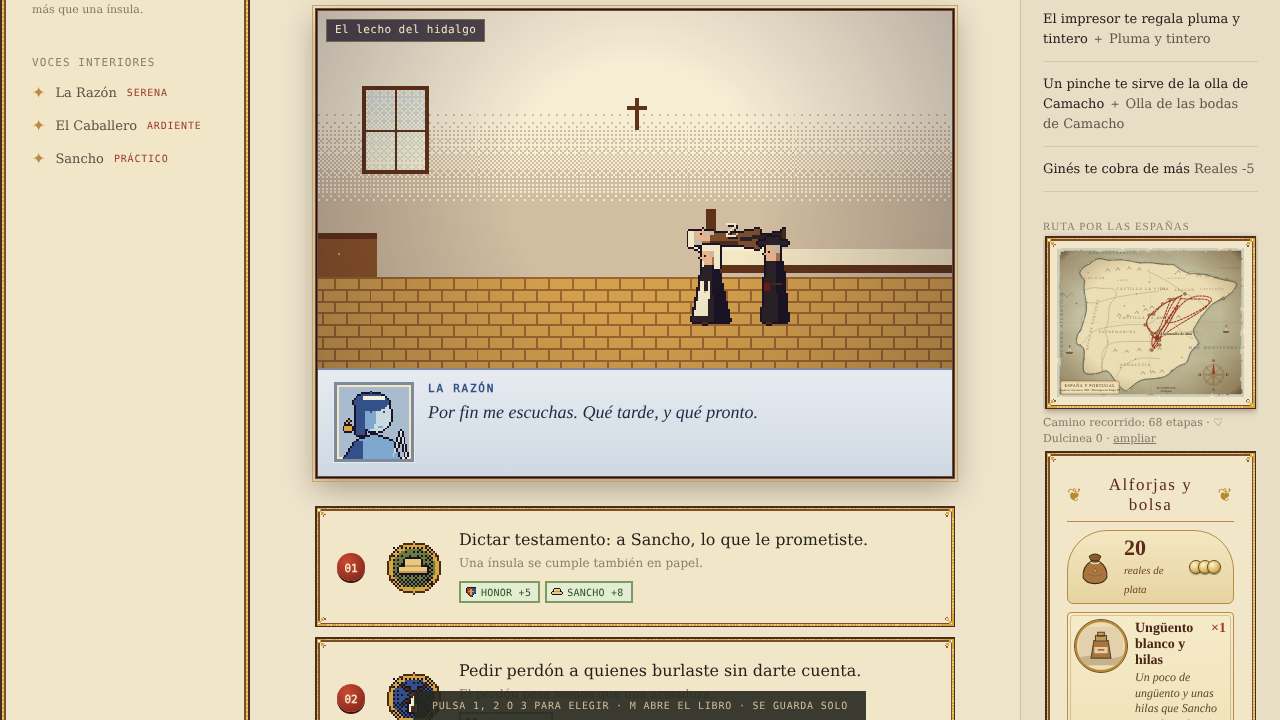 más que una ínsula.
VOCES INTERIORES
La Razón SERENA
El Caballero ARDIENTE
Sancho PRÁCTICO
El lecho del hidalgo
LA RAZÓN
Por fin me escuchas. Qué tarde, y qué pronto.
01
Dictar testamento: a Sancho, lo que le prometiste.
Una ínsula se cumple también en papel.
HONOR +5 SANCHO +8
02
Pedir perdón a quienes burlaste sin darte cuenta.
PULSA 1, 2 O 3 PARA ELEGIR · M ABRE EL LIBRO · SE GUARDA SOLO
El impresor te regala pluma y
tintero + Pluma y tintero
Un pinche te sirve de la olla de
Camacho + Olla de las bodas
de Camacho
Ginés te cobra de más Reales -5
RUTA POR LAS ESPAÑAS
ESPAÑA Y PORTUGAL
Camino recorrido: 68 etapas · ♡
Dulcinea 0 · ampliar
Alforjas y
bolsa
20
reales de
plata
Ungüento ×1
blanco y
hilas
Un poco de
ungüento y unas
hilas que Sancho